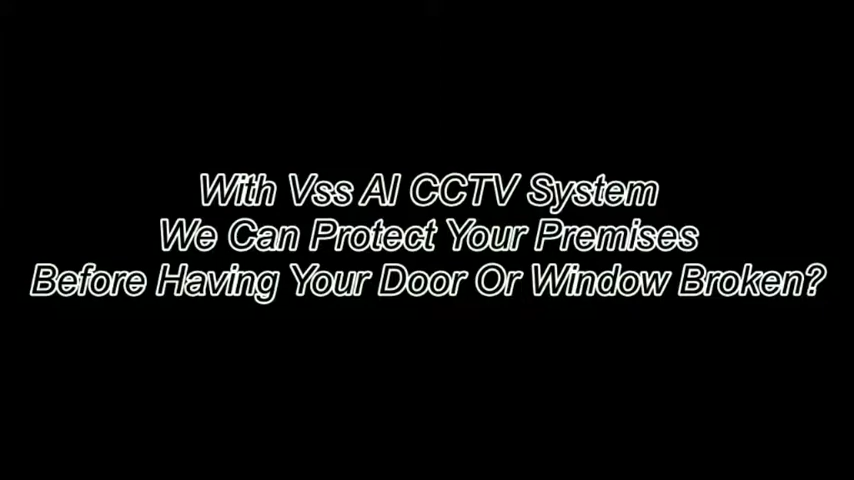 With Vss AI CCTV System
We Can Protect Your Premises
Before Having Your Door Or Window Broken?